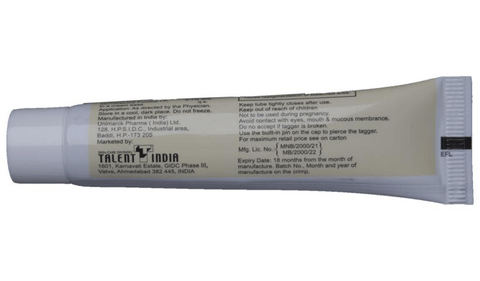 Application: As directed by the Physician.
Store in a cool, dark place. Do not freeze.
Manufactured in India by:
Unimarck Pharma (India) Ltd.
128, H.P.S.I.D.C., Industrial area,
Baddi, H.P.-173 205
Marketed by:
TALENT INDIA
1601, Karnavati Estate, GIDC Phase III,
Vatva, Ahmedabad 382 445, INDIA
Keep tube tightly closes after use.
Keep out of reach of children.
Not to be used during pregnancy.
Avoid contact with eyes, mouth & mucous membranes.
Do no accept if lagger is broken.
Use the built-in pin on the cap to pierce the lagger.
For maximum retail price see on carton
Mfg. Lic. No. MNB/2000/21
MB/2000/22
Expiry Date: 18 months from the month of
manufacture. Batch No., Month and year of
manufacture on the crimp.
EFL